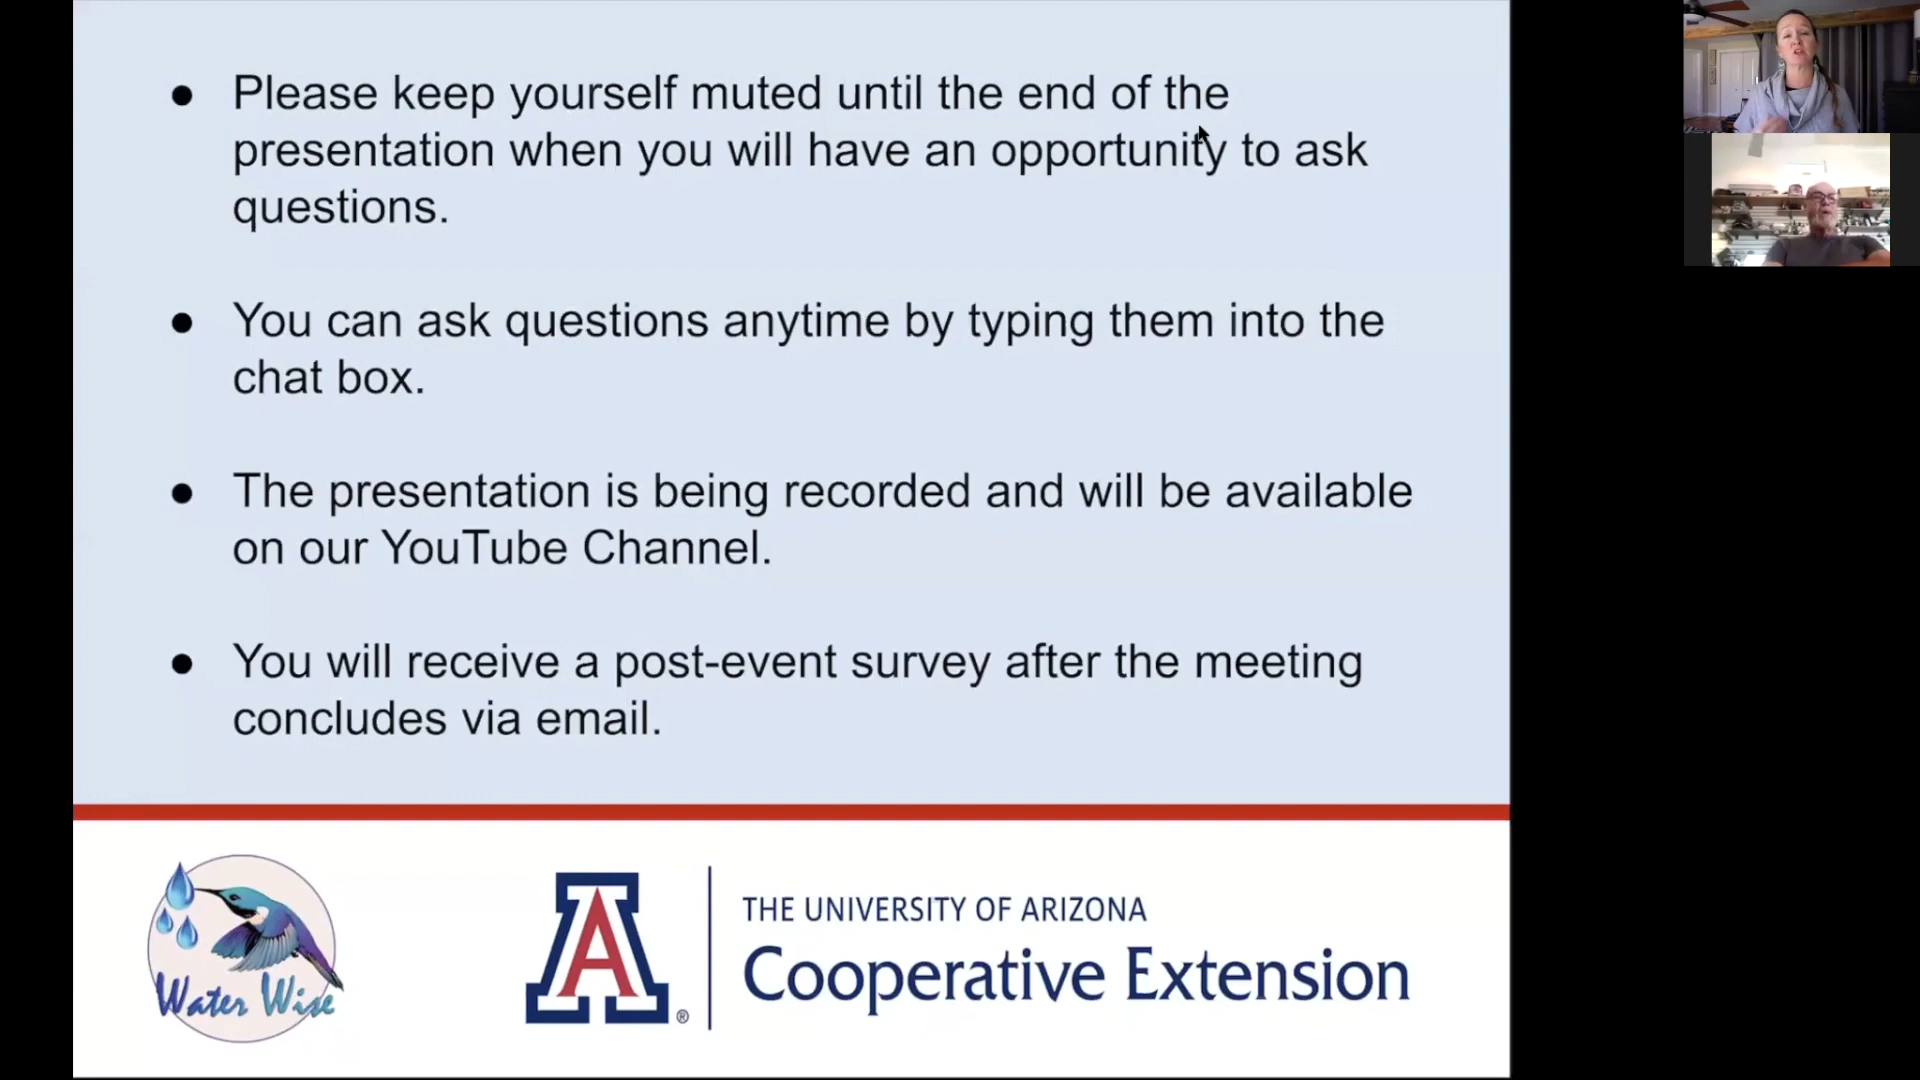 ● Please keep yourself muted until the end of the
presentation when you will have an opportunity to ask
questions.
● You can ask questions anytime by typing them into the
chat box.
● The presentation is being recorded and will be available
on our YouTube Channel.
● You will receive a post-event survey after the meeting
concludes via email.
Water Wise
A®
THE UNIVERSITY OF ARIZONA
Cooperative Extension